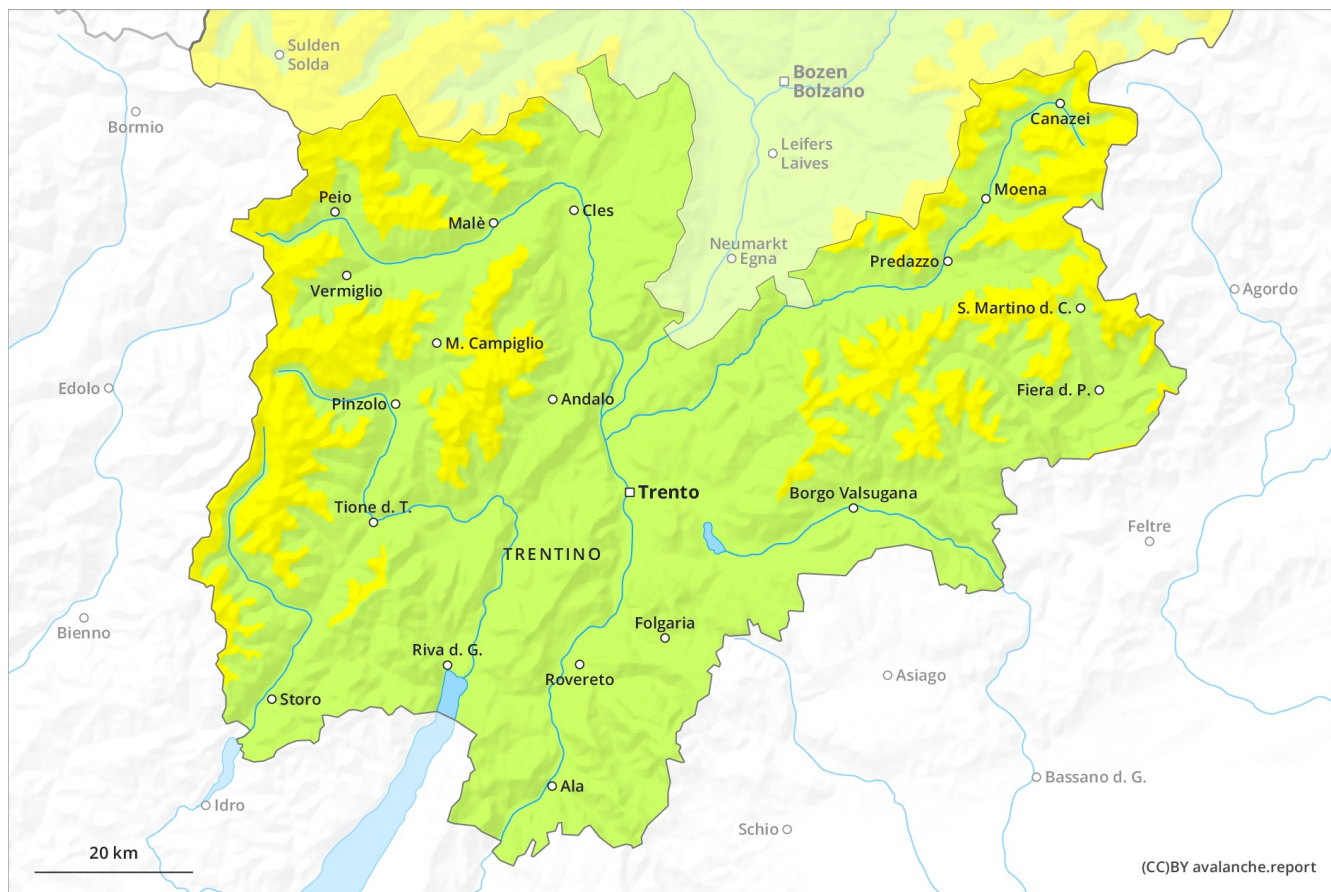 Sulden
Solda
Bozen
Bolzano
Bormio
Canazei
Leifers
Laives
Moena
Peio
Malè
Cles
Neumarkt
Egna
Predazzo
Vermiglio
Agordo
S. Martino d. C.
M. Campiglio
Edolo
Fiera d. P.
Pinzolo
Andalo
Trento
Borgo Valsugana
Tione d. T.
Feltre
TRENTINO
Bienno
Folgaria
Riva d. G.
Rovereto
Asiago
Storo
Bassano d. G.
Ala
Idro
Schio
20 km
(CC)BY avalanche.report